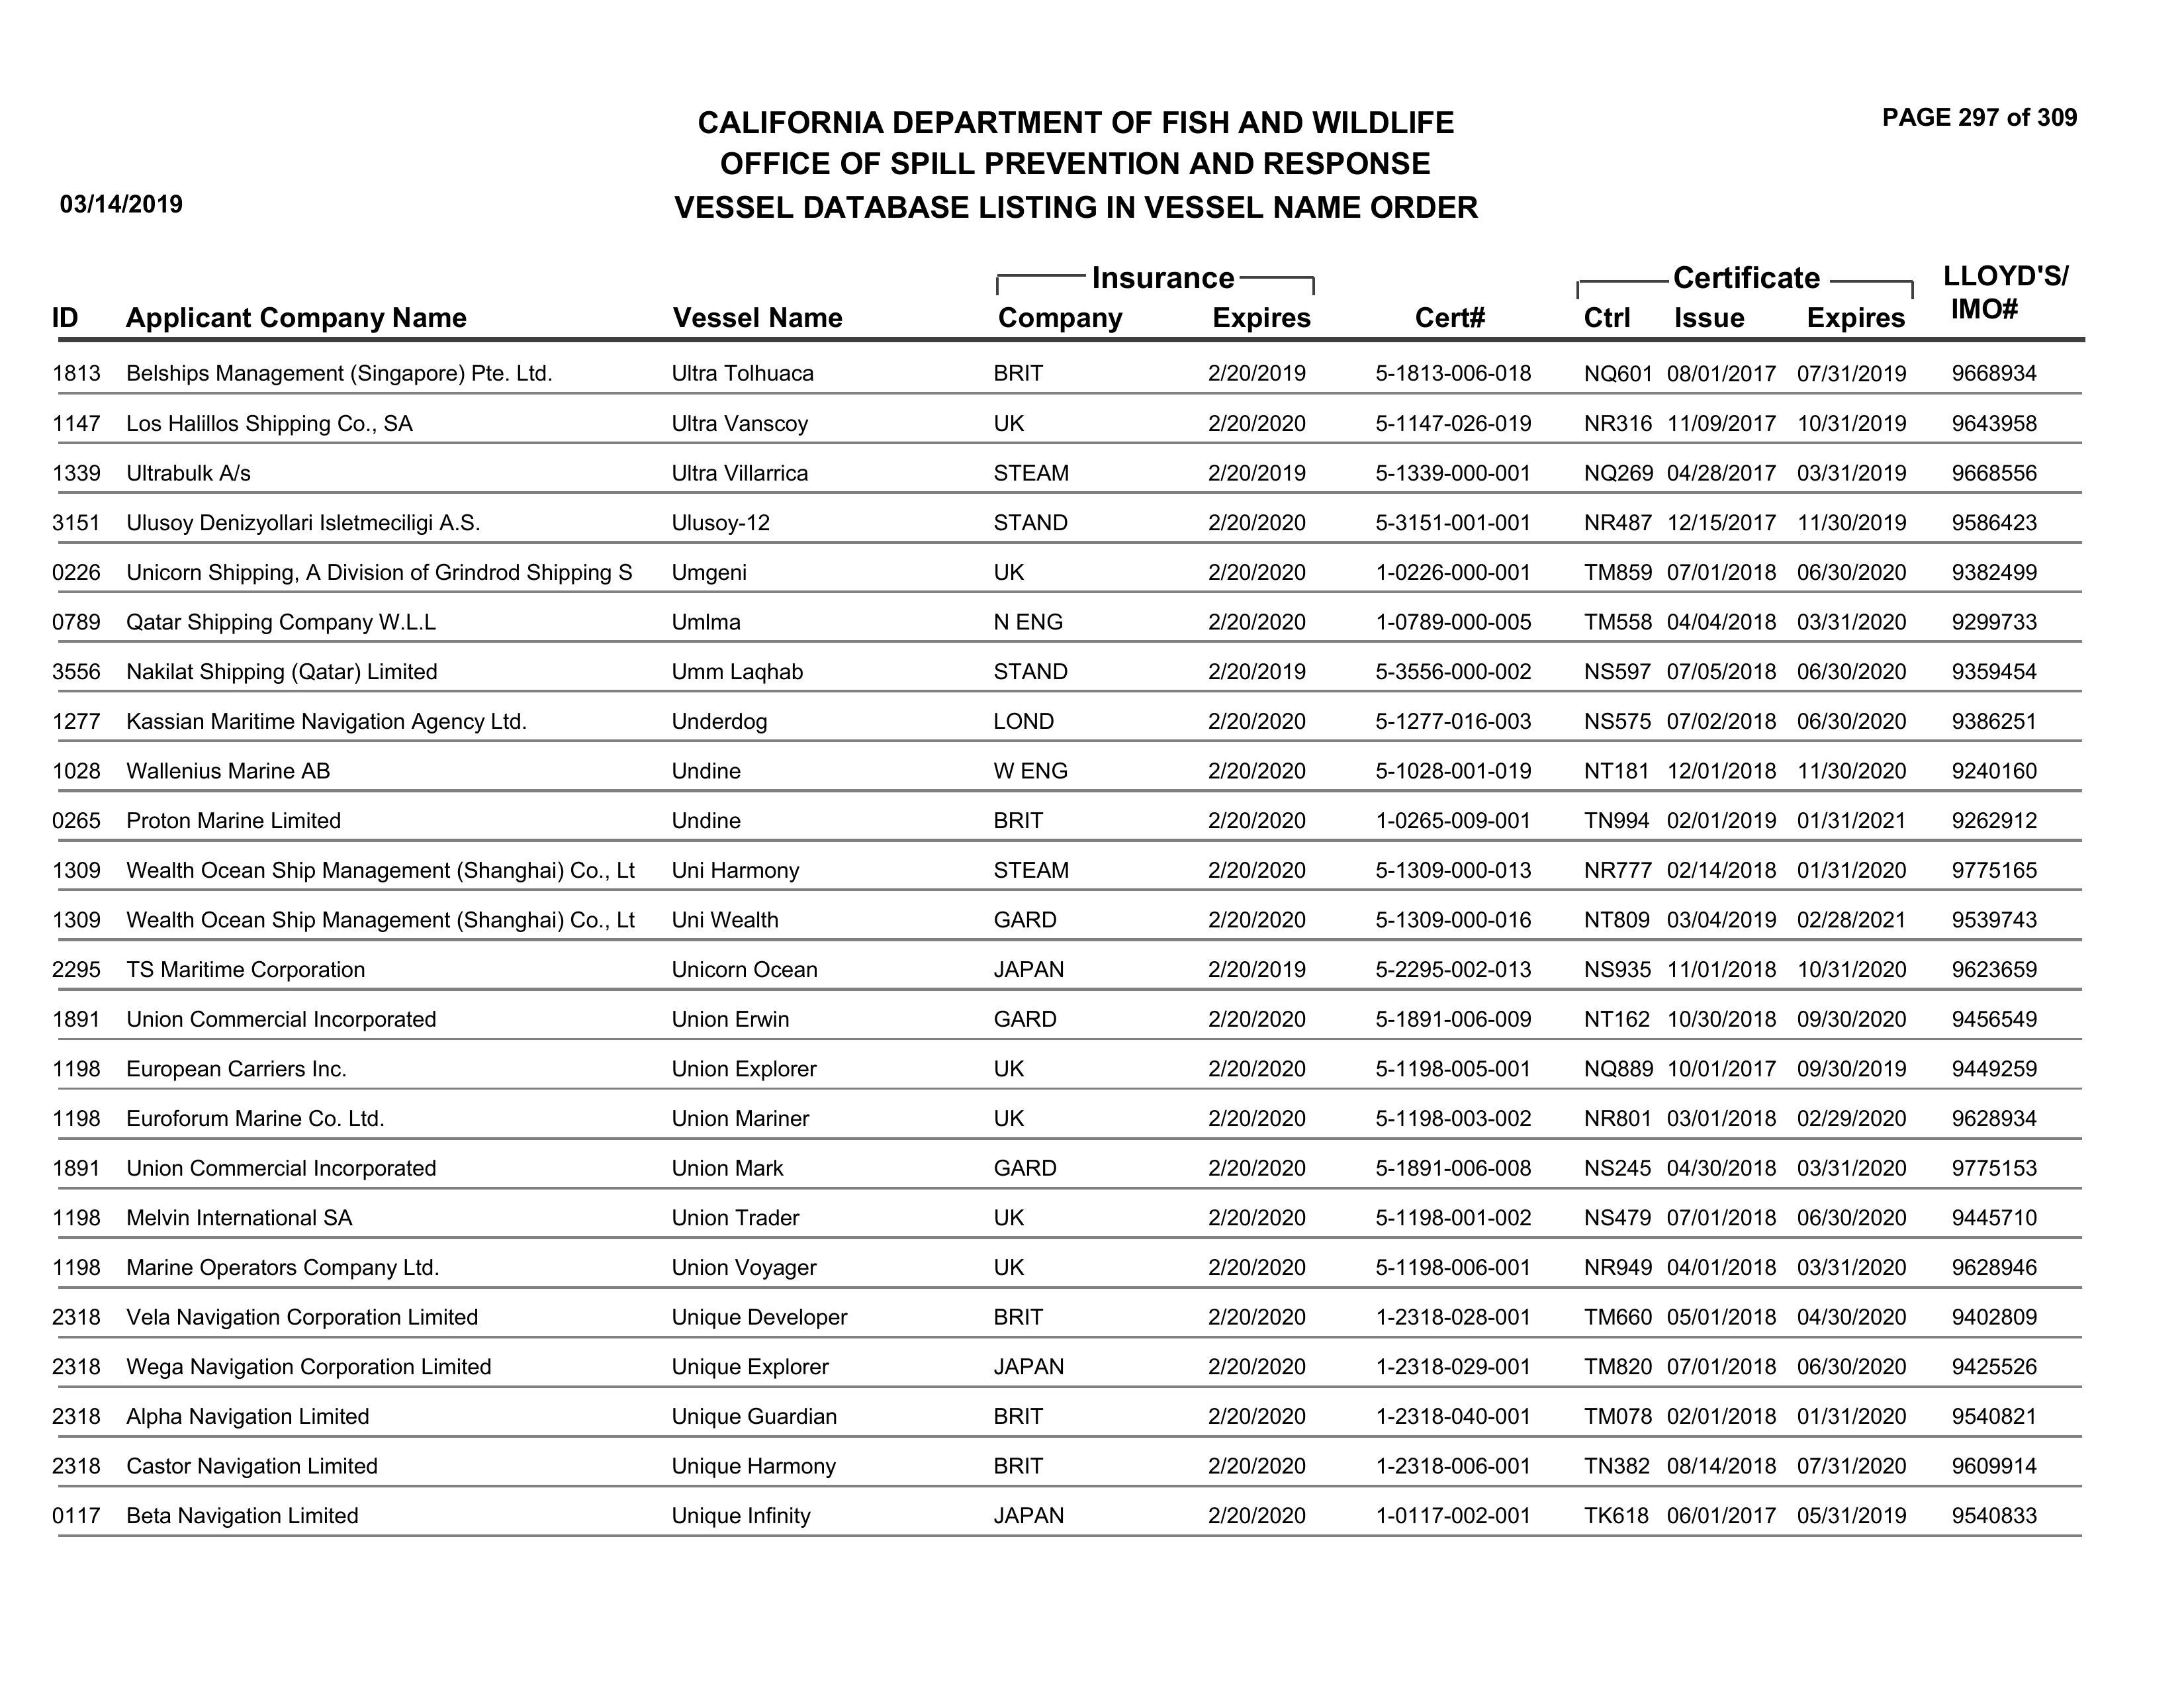 PAGE 297 of 309
CALIFORNIA DEPARTMENT OF FISH AND WILDLIFE
OFFICE OF SPILL PREVENTION AND RESPONSE
03/14/2019 VESSEL DATABASE LISTING IN VESSEL NAME ORDER
Insurance Certificate LLOYD'S/
ID Applicant Company Name Vessel Name Company Expires Cert# Ctrl Issue Expires IMO#
1813 Belships Management (Singapore) Pte. Ltd. Ultra Tolhuaca BRIT 2/20/2019 5-1813-006-018 NQ601 08/01/2017 07/31/2019 9668934
1147 Los Halillos Shipping Co., SA Ultra Vanscoy UK 2/20/2020 5-1147-026-019 NR316 11/09/2017 10/31/2019 9643958
1339 Ultrabulk A/s Ultra Villarrica STEAM 2/20/2019 5-1339-000-001 NQ269 04/28/2017 03/31/2019 9668556
3151 Ulusoy Denizyollari Isletmeciligi A.S. Ulusoy-12 STAND 2/20/2020 5-3151-001-001 NR487 12/15/2017 11/30/2019 9586423
0226 Unicorn Shipping, A Division of Grindrod Shipping S Umgeni UK 2/20/2020 1-0226-000-001 TM859 07/01/2018 06/30/2020 9382499
0789 Qatar Shipping Company W.L.L Umlma N ENG 2/20/2020 1-0789-000-005 TM558 04/04/2018 03/31/2020 9299733
3556 Nakilat Shipping (Qatar) Limited Umm Laqhab STAND 2/20/2019 5-3556-000-002 NS597 07/05/2018 06/30/2020 9359454
1277 Kassian Maritime Navigation Agency Ltd. Underdog LOND 2/20/2020 5-1277-016-003 NS575 07/02/2018 06/30/2020 9386251
1028 Wallenius Marine AB Undine W ENG 2/20/2020 5-1028-001-019 NT181 12/01/2018 11/30/2020 9240160
0265 Proton Marine Limited Undine BRIT 2/20/2020 1-0265-009-001 TN994 02/01/2019 01/31/2021 9262912
1309 Wealth Ocean Ship Management (Shanghai) Co., Lt Uni Harmony STEAM 2/20/2020 5-1309-000-013 NR777 02/14/2018 01/31/2020 9775165
1309 Wealth Ocean Ship Management (Shanghai) Co., Lt Uni Wealth GARD 2/20/2020 5-1309-000-016 NT809 03/04/2019 02/28/2021 9539743
2295 TS Maritime Corporation Unicorn Ocean JAPAN 2/20/2019 5-2295-002-013 NS935 11/01/2018 10/31/2020 9623659
1891 Union Commercial Incorporated Union Erwin GARD 2/20/2020 5-1891-006-009 NT162 10/30/2018 09/30/2020 9456549
1198 European Carriers Inc. Union Explorer UK 2/20/2020 5-1198-005-001 NQ889 10/01/2017 09/30/2019 9449259
1198 Euroforum Marine Co. Ltd. Union Mariner UK 2/20/2020 5-1198-003-002 NR801 03/01/2018 02/29/2020 9628934
1891 Union Commercial Incorporated Union Mark GARD 2/20/2020 5-1891-006-008 NS245 04/30/2018 03/31/2020 9775153
1198 Melvin International SA Union Trader UK 2/20/2020 5-1198-001-002 NS479 07/01/2018 06/30/2020 9445710
1198 Marine Operators Company Ltd. Union Voyager UK 2/20/2020 5-1198-006-001 NR949 04/01/2018 03/31/2020 9628946
2318 Vela Navigation Corporation Limited Unique Developer BRIT 2/20/2020 1-2318-028-001 TM660 05/01/2018 04/30/2020 9402809
2318 Wega Navigation Corporation Limited Unique Explorer JAPAN 2/20/2020 1-2318-029-001 TM820 07/01/2018 06/30/2020 9425526
2318 Alpha Navigation Limited Unique Guardian BRIT 2/20/2020 1-2318-040-001 TM078 02/01/2018 01/31/2020 9540821
2318 Castor Navigation Limited Unique Harmony BRIT 2/20/2020 1-2318-006-001 TN382 08/14/2018 07/31/2020 9609914
0117 Beta Navigation Limited Unique Infinity JAPAN 2/20/2020 1-0117-002-001 TK618 06/01/2017 05/31/2019 9540833